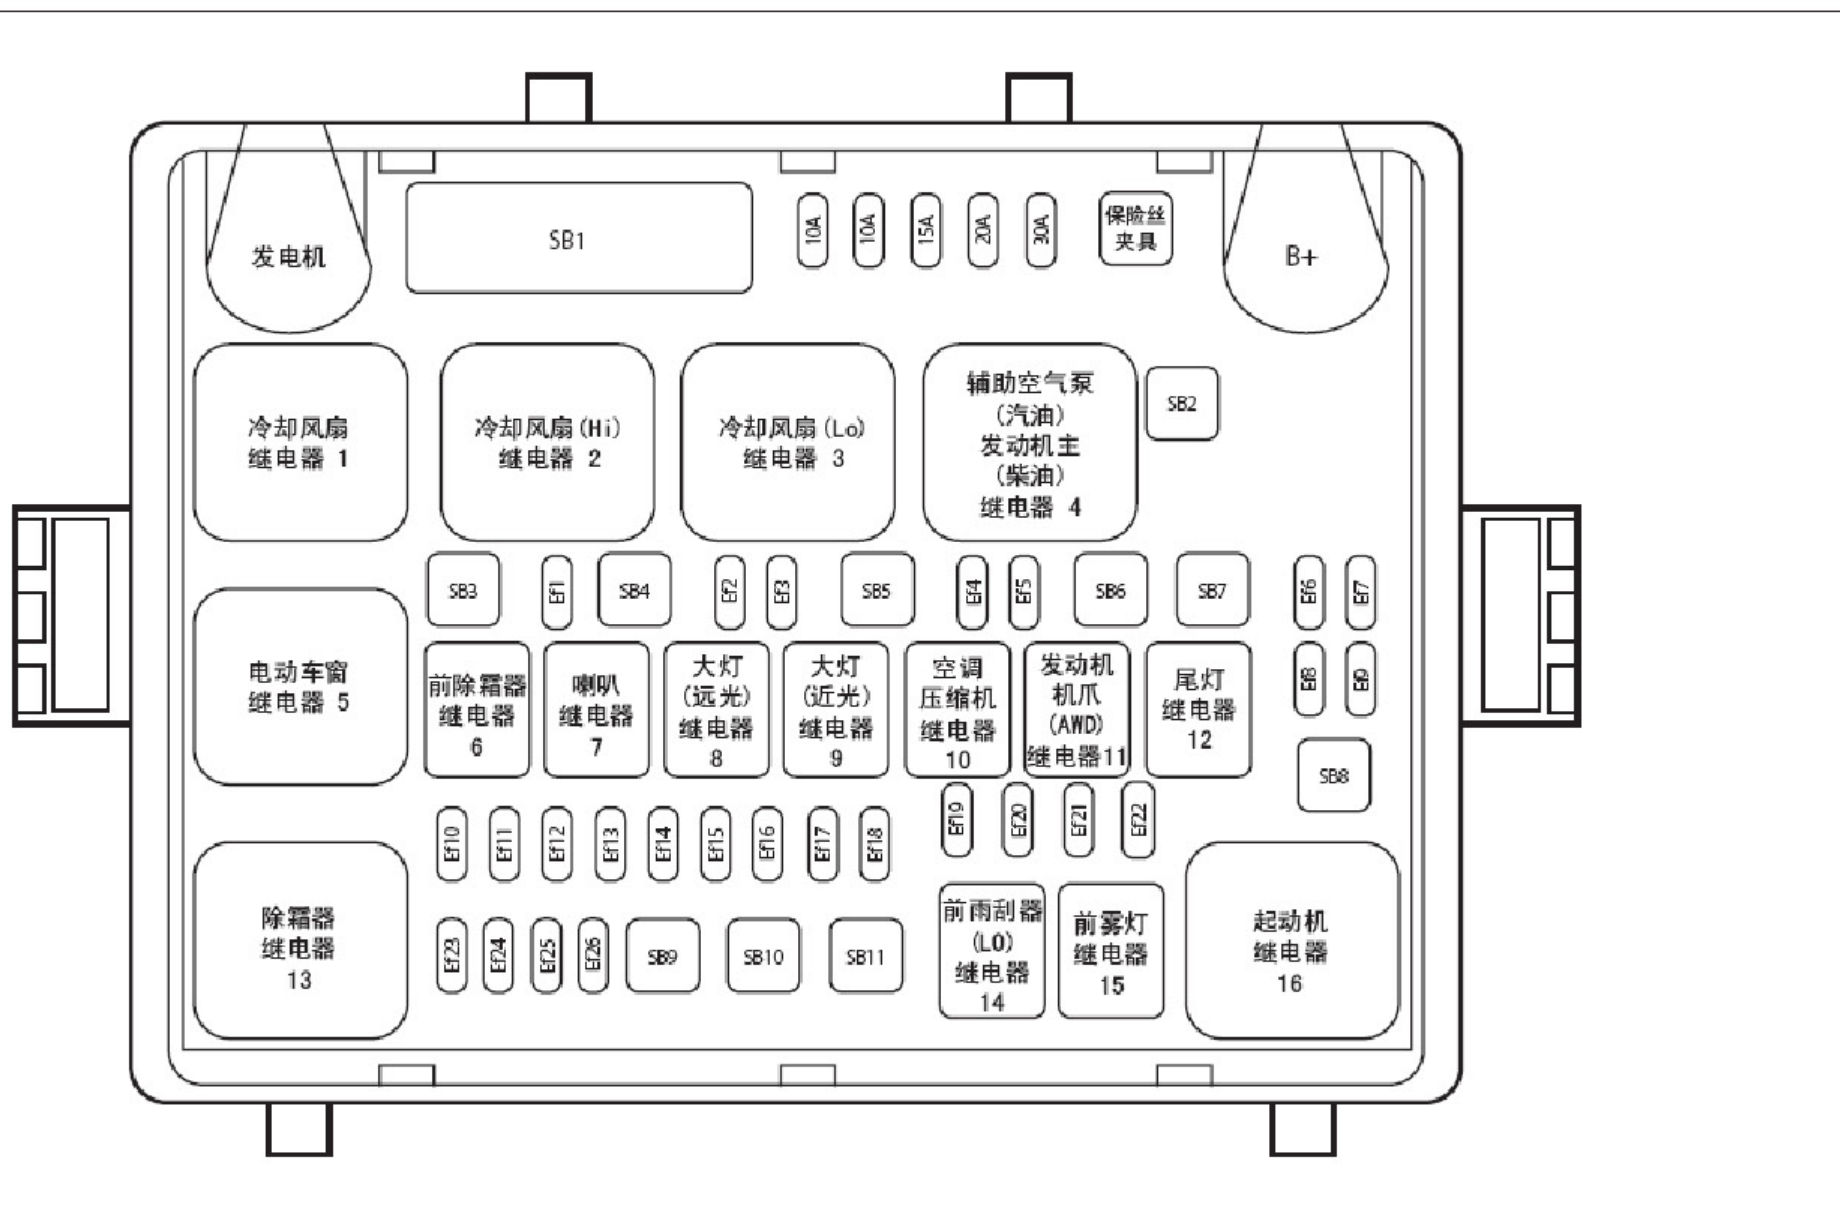 发电机
SB1
10A
10A
15A
20A
30A
保险丝
夹具
B+
冷却风扇
继电器 1
冷却风扇(Hi)
继电器 2
冷却风扇(Lo)
继电器 3
辅助空气泵
(汽油)
发动机主
(柴油)
继电器 4
SB2
SB3
Ef1
SB4
Ef2
Ef3
SB5
Ef4
Ef5
SB6
SB7
Ef6
Ef7
电动车窗
继电器 5
前除霜器
继电器
6
喇叭
继电器
7
大灯
(远光)
继电器
8
大灯
(近光)
继电器
9
空调
压缩机
继电器
10
发动机
机爪
(AWD)
继电器11
尾灯
继电器
12
Ef8
Ef9
SB8
Ef10
Ef11
Ef12
Ef13
Ef14
Ef15
Ef16
Ef17
Ef18
Ef19
Ef20
Ef21
Ef22
除霜器
继电器
13
Ef23
Ef24
Ef25
Ef26
SB9
SB10
SB11
前雨刮器
(LO)
继电器
14
前雾灯
继电器
15
起动机
继电器
16